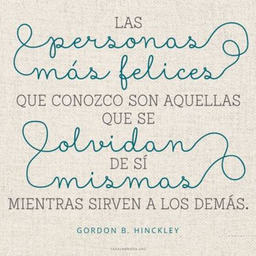 LAS
personas
más felices
QUE CONOZCO SON AQUELLAS
QUE SE
olvidan
DE SÍ
mismas
MIENTRAS SIRVEN A LOS DEMÁS.
GORDON B. HINCKLEY